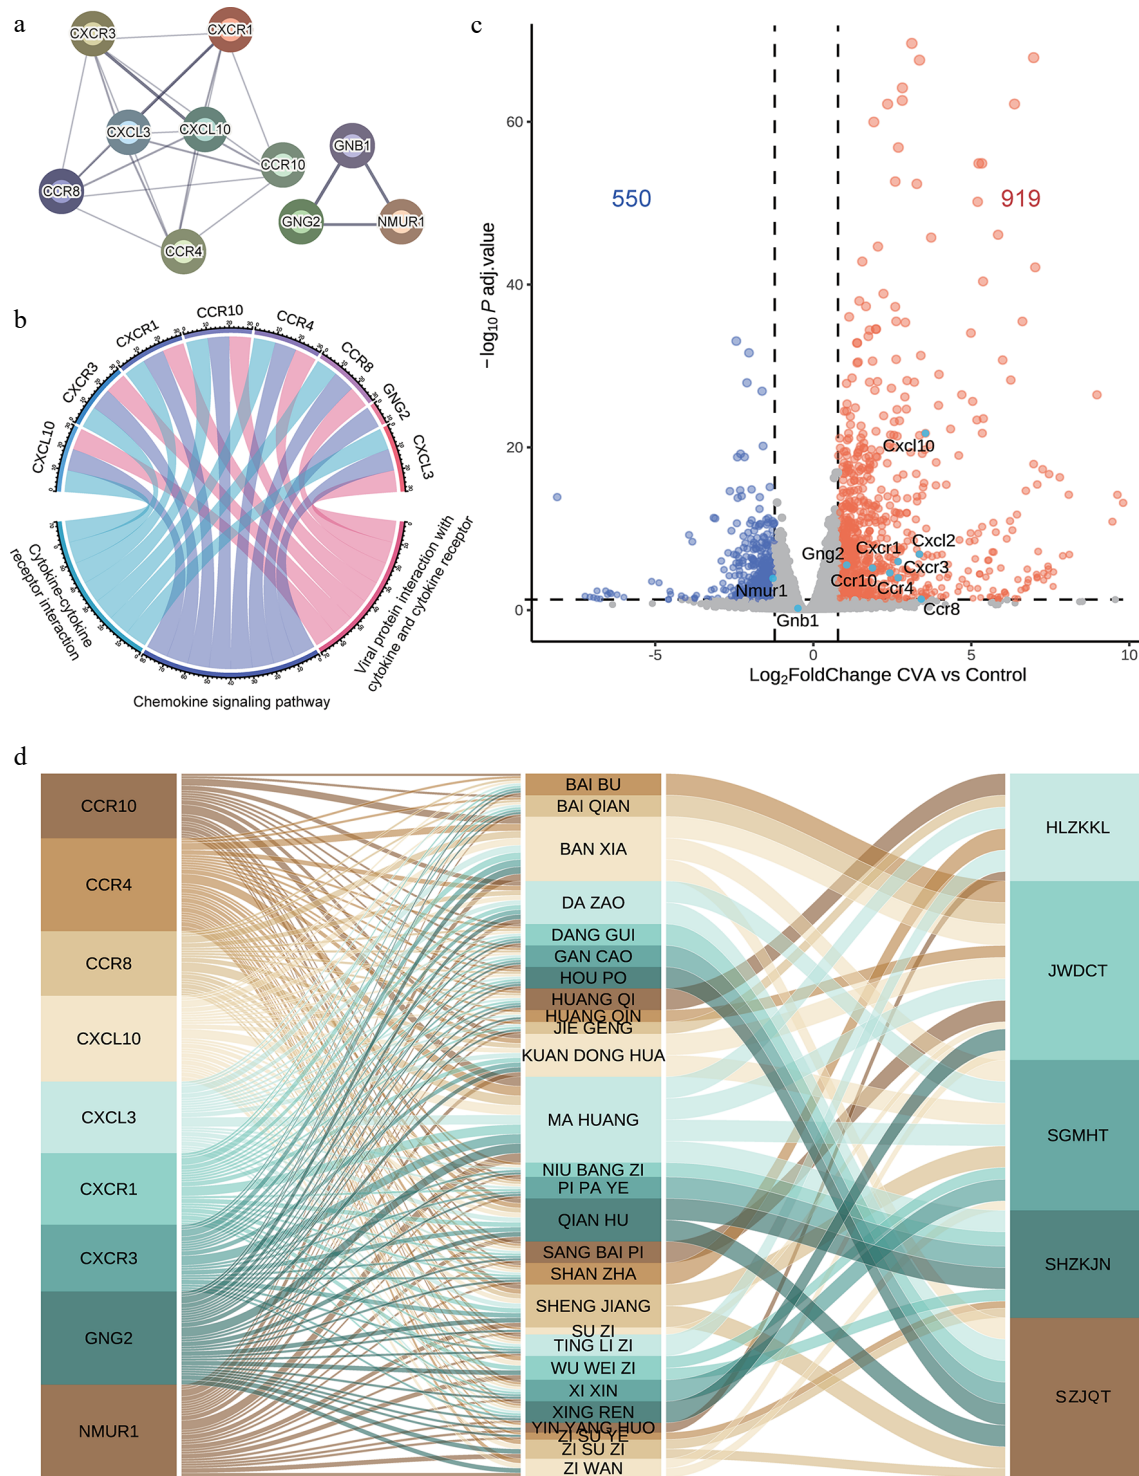 a
CXCR3
CXCR1
CXCL3
CXCL10
CCR10
CCR8
CCR4
GNB1
GNG2
NMUR1
b
CXCL10
CXCR3
CXCR1
CCR10
CCR4
CCR8
GNG2
CXCL3
Cytokine-cytokine
receptor interaction
Chemokine signaling pathway
Viral protein interaction with
cytokine and cytokine receptor
c
60
40
20
0
−log10 P adj.value
550
919
Cxcl10
Gng2
Cxcr1
Cxcl2
Cxcr3
Ccr10
Ccr4
Nmur1
Ccr8
Gnb1
-5
0
5
10
Log2FoldChange CVA vs Control
d
CCR10
CCR4
CCR8
CXCL10
CXCL3
CXCR1
CXCR3
GNG2
NMUR1
BAI BU
BAI QIAN
BAN XIA
DA ZAO
DANG GUI
GAN CAO
HOU PO
HUANG QI
HUANG QIN
JIE GENG
KUAN DONG HUA
MA HUANG
NIU BANG ZI
PI PA YE
QIAN HU
SANG BAI PI
SHAN ZHA
SHENG JIANG
SU ZI
TING LI ZI
WU WEI ZI
XI XIN
XING REN
YIN YANG HUO
ZI SU YE
ZI SU ZI
ZI WAN
HLZKKL
JWDCT
SGMHT
SHZKJN
SZJQT